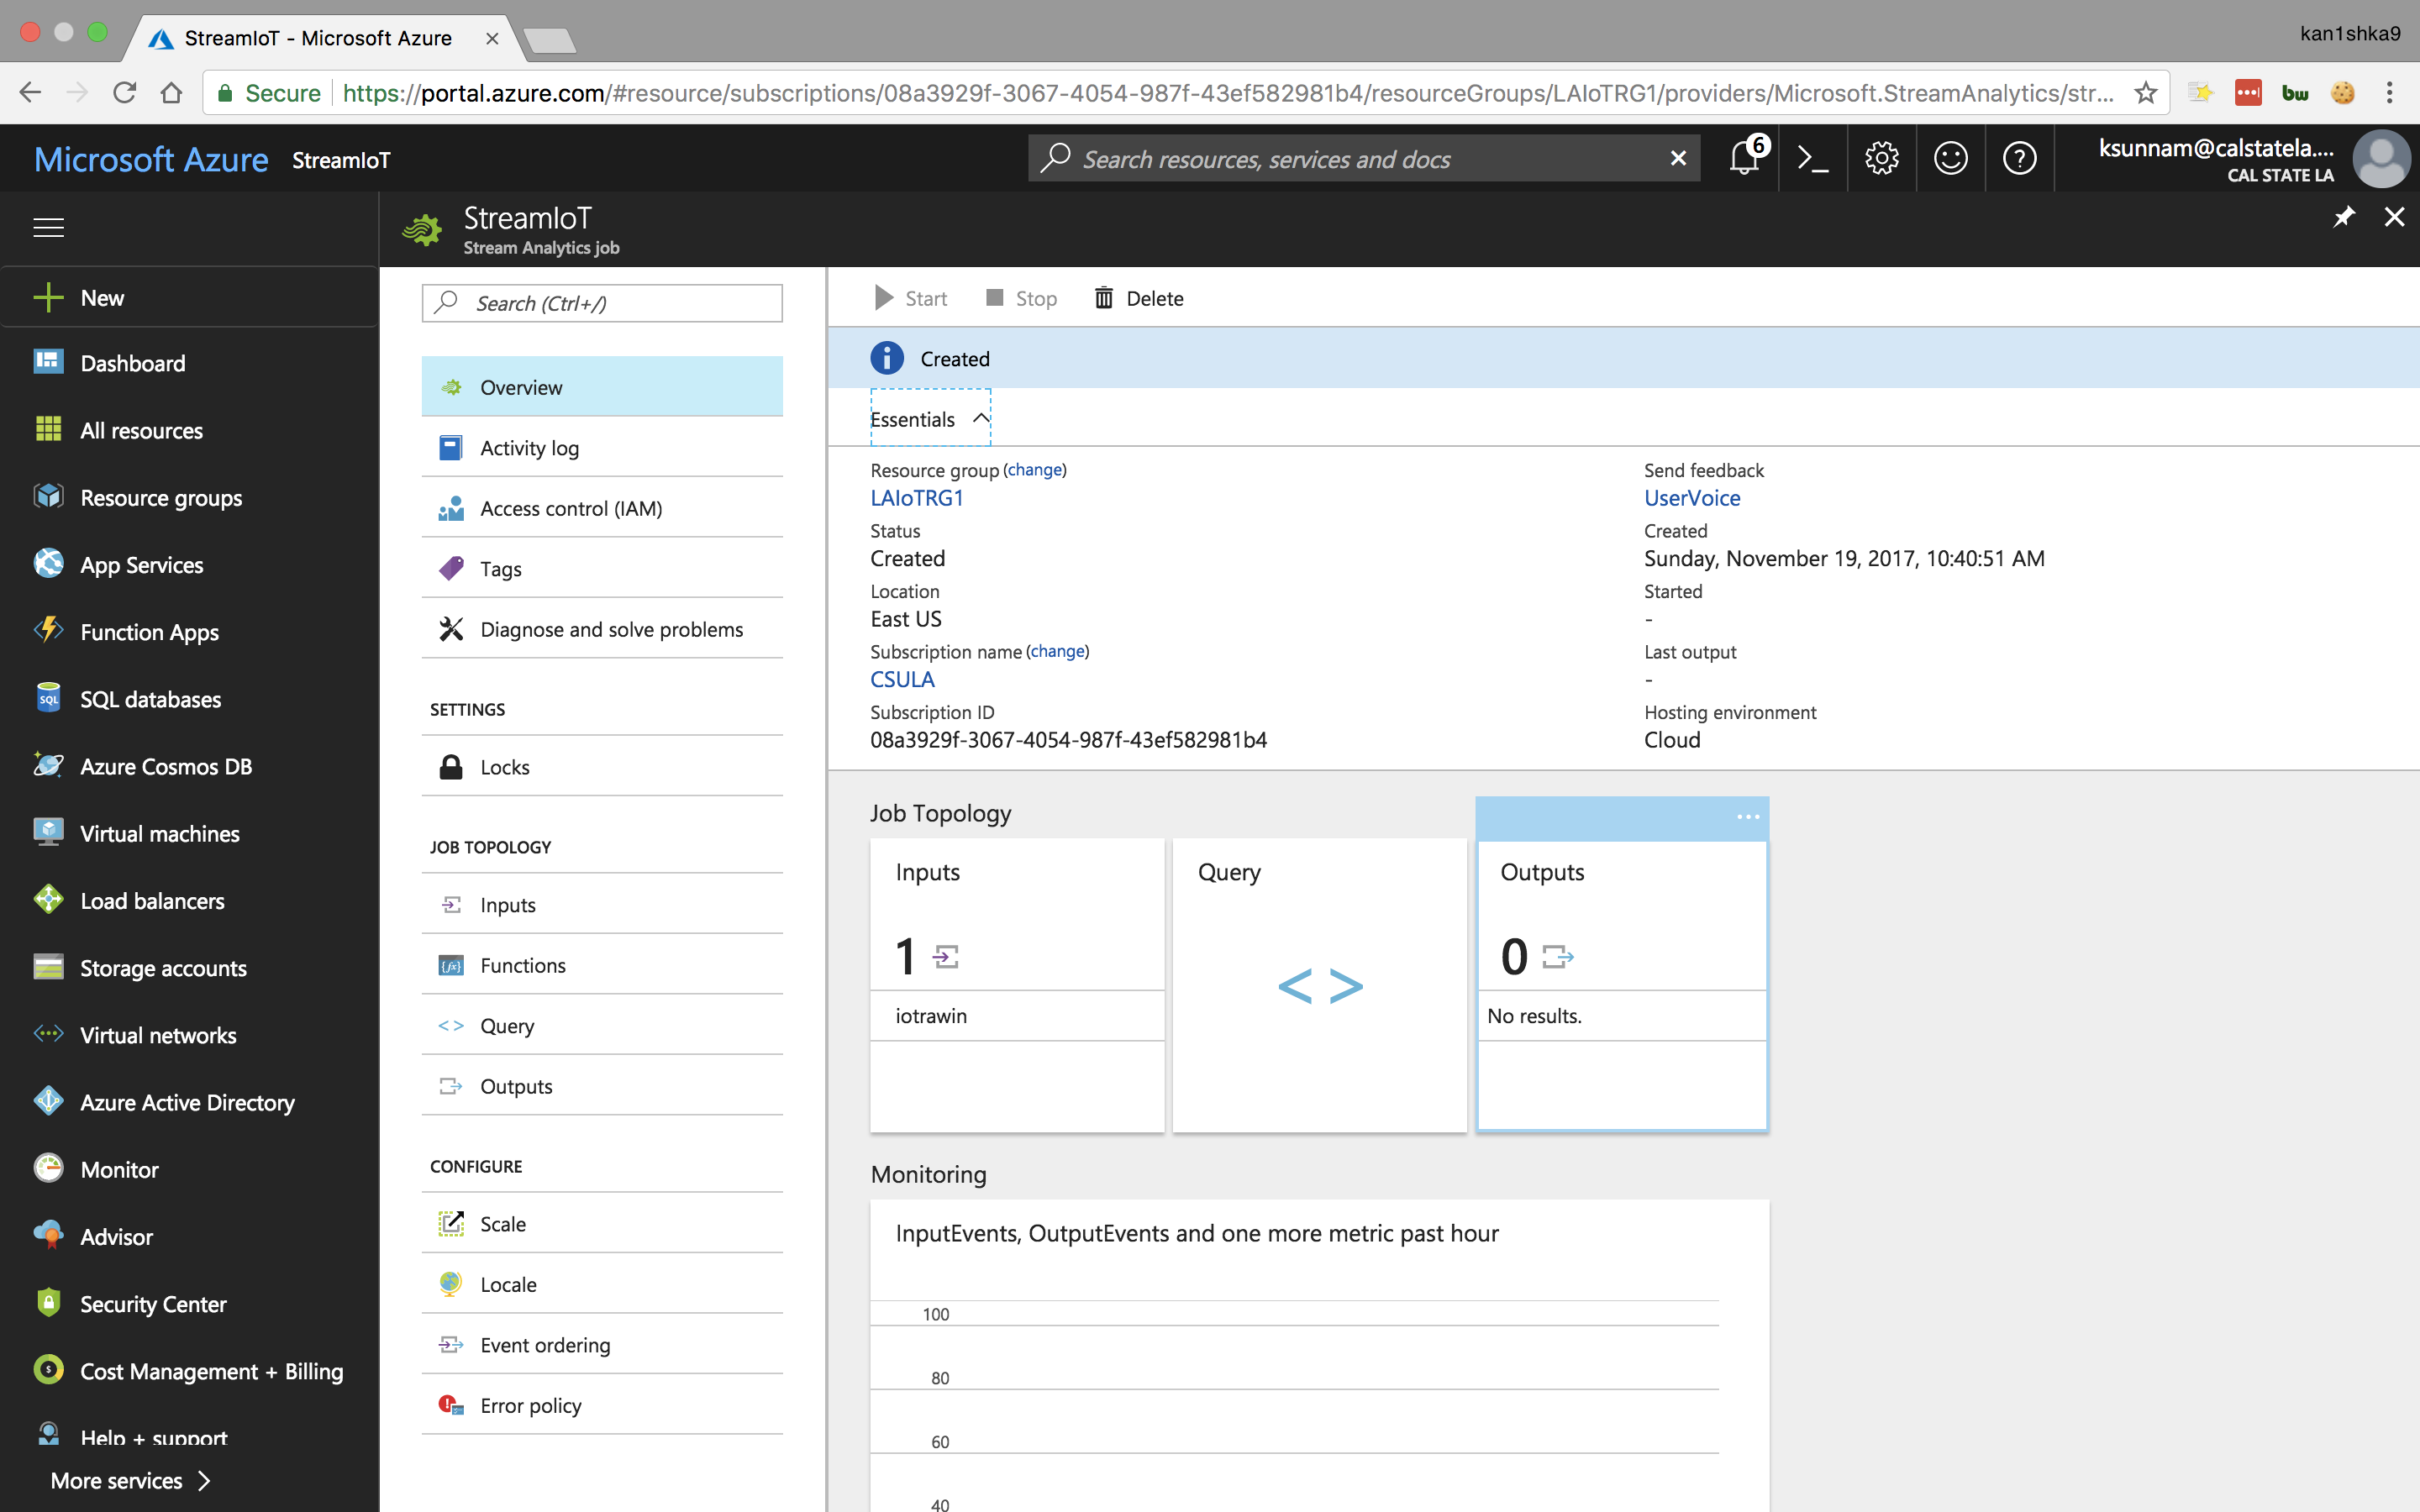 StreamIoT - Microsoft Azure
kan1shka9
Secure https://portal.azure.com/#resource/subscriptions/08a3929f-3067-4054-987f-43ef582981b4/resourceGroups/LAIoTRG1/providers/Microsoft.StreamAnalytics/str...
bw
Microsoft Azure StreamIoT
Search resources, services and docs
6
ksunnam@calstatela....
CAL STATE LA
StreamIoT
Stream Analytics job
New
Dashboard
All resources
Resource groups
App Services
Function Apps
SQL databases
Azure Cosmos DB
Virtual machines
Load balancers
Storage accounts
Virtual networks
Azure Active Directory
Monitor
Advisor
Security Center
Cost Management + Billing
Help + support
More services
Search (Ctrl+/)
Overview
Activity log
Access control (IAM)
Tags
Diagnose and solve problems
SETTINGS
Locks
JOB TOPOLOGY
Inputs
Functions
Query
Outputs
CONFIGURE
Scale
Locale
Event ordering
Error policy
Start Stop Delete
Created
Essentials
Resource group (change)
LAIoTRG1
Status
Created
Location
East US
Subscription name (change)
CSULA
Subscription ID
08a3929f-3067-4054-987f-43ef582981b4
Send feedback
UserVoice
Created
Sunday, November 19, 2017, 10:40:51 AM
Started
-
Last output
-
Hosting environment
Cloud
Job Topology
Inputs
1
iotrawin
Query
< >
Outputs
0
No results.
Monitoring
InputEvents, OutputEvents and one more metric past hour
100
80
60
40